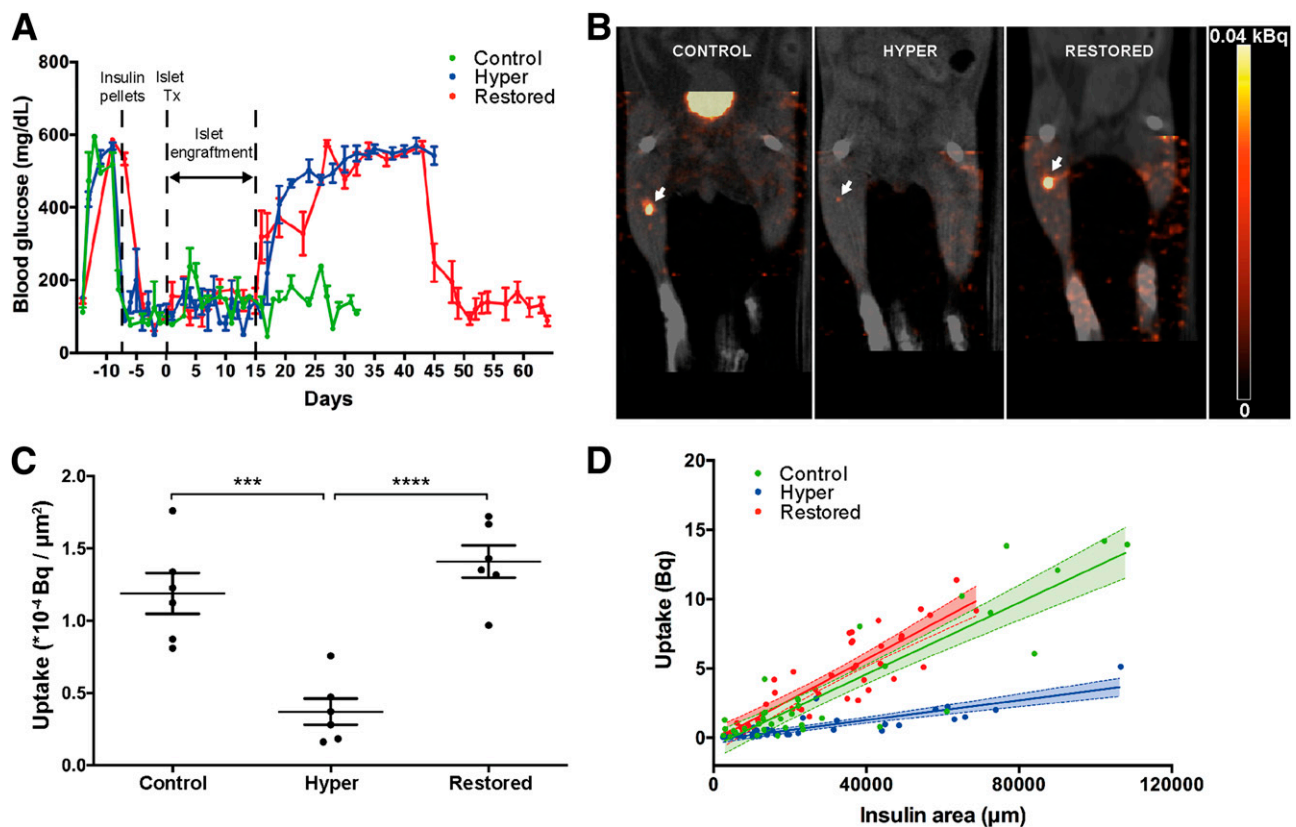 A
Control
Hyper
Restored
Insulin
pellets
Islet
Tx
Islet
engraftment
Blood glucose (mg/dL)
800
600
400
200
0
-10 -5 0 5 10 15 20 25 30 35 40 45 50 55 60
Days
B
CONTROL
HYPER
RESTORED
0.04 kBq
0
C
Uptake (*10⁻⁴ Bq / µm²)
2.0
1.5
1.0
0.5
0.0
***
****
Control Hyper Restored
D
Control
Hyper
Restored
Uptake (Bq)
20
15
10
5
0
0 40000 80000 120000
Insulin area (µm)